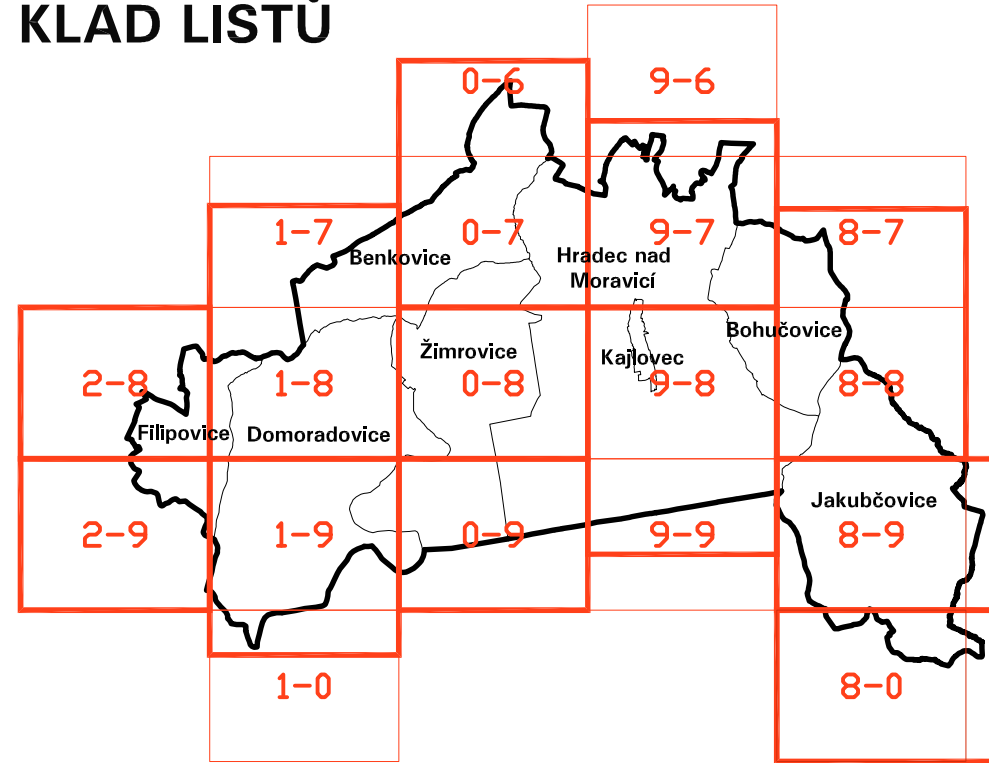 KLAD LISTŮ
0-6
9-6
1-7
0-7
9-7
8-7
Benkovice
Hradec nad
Moravicí
Bohučovice
Žimrovice
Kajlovec
2-8
1-8
0-8
9-8
8-8
Filipovice
Domoradovice
Jakubčovice
2-9
1-9
0-9
9-9
8-9
1-0
8-0